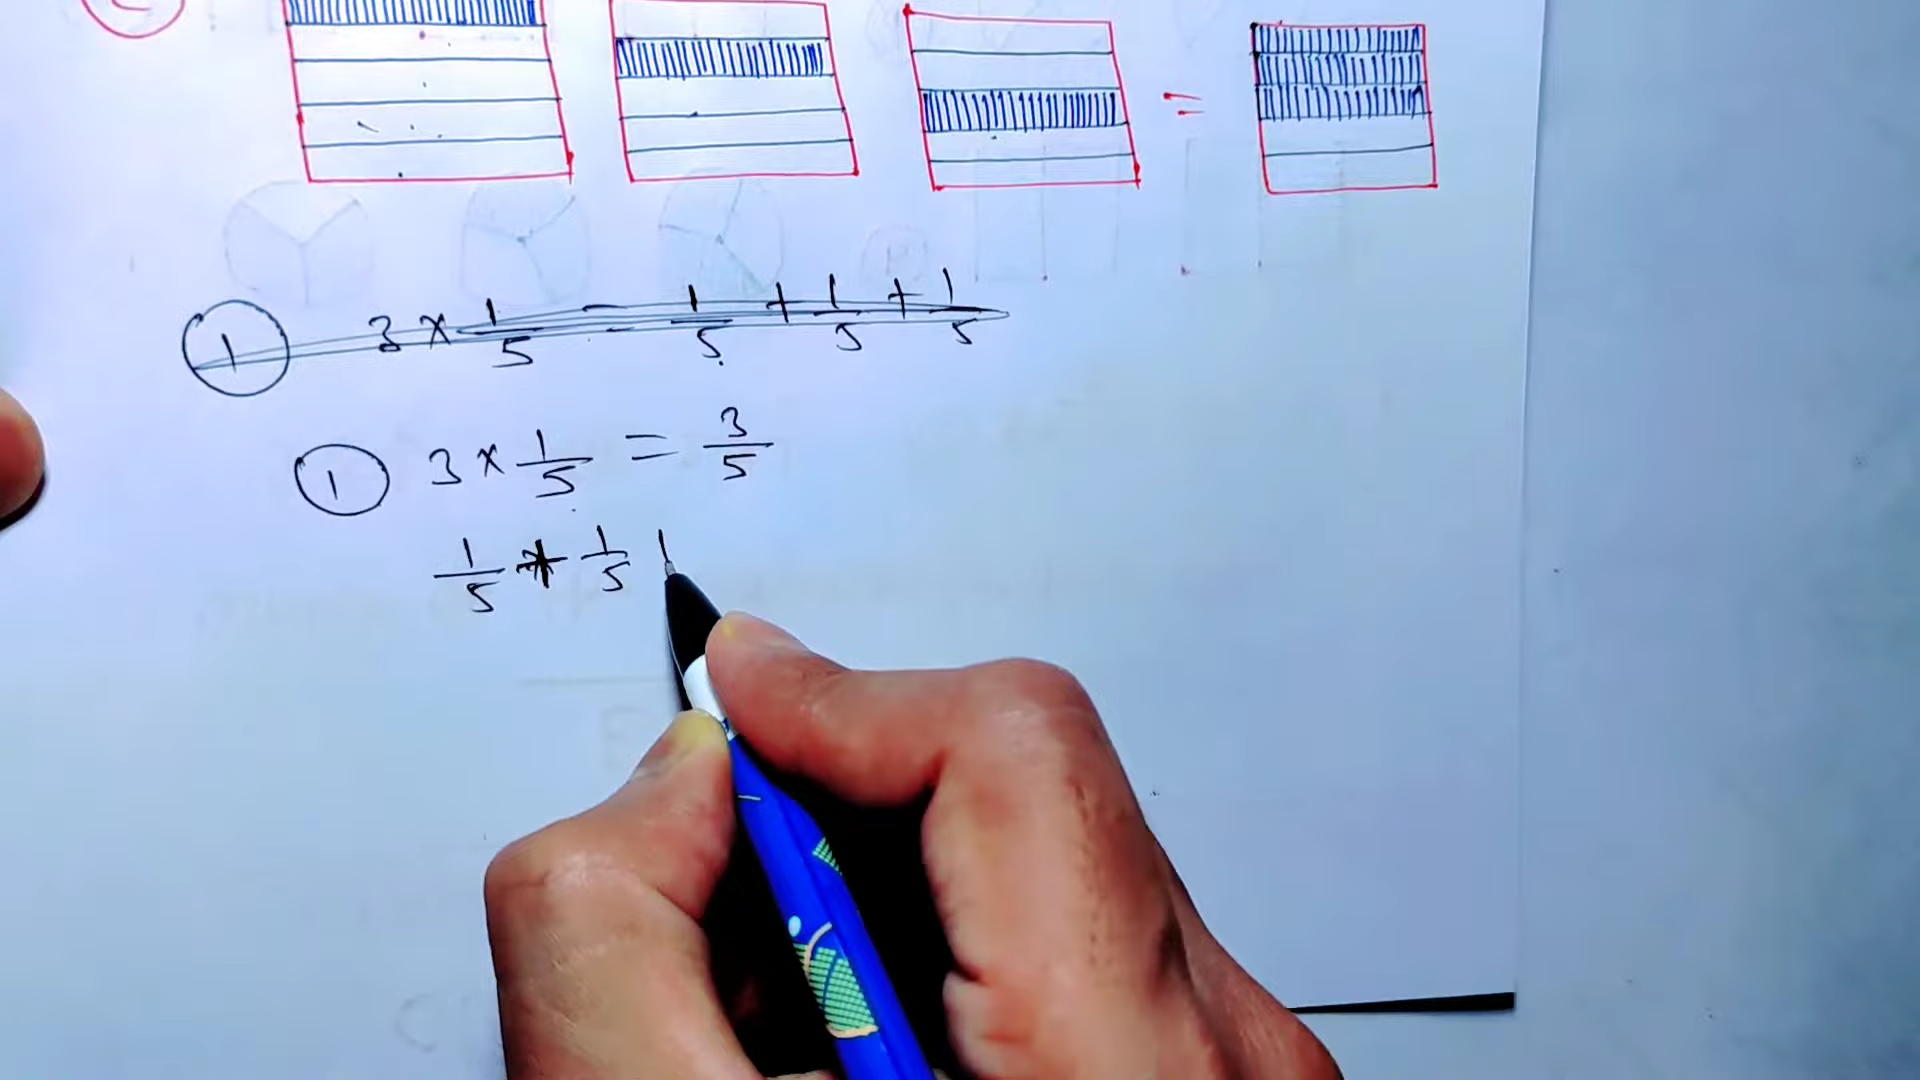 ① 3 × 1/5 = 1/5 + 1/5 + 1/5
① 3 × 1/5 = 3/5
1/5 + 1/5 1